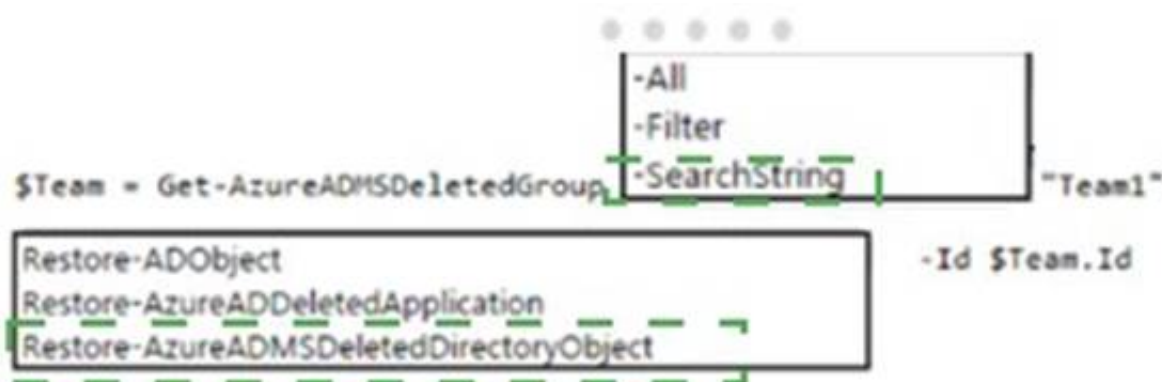 -All
-Filter
$Team = Get-AzureADMSDeletedGroup -SearchString "Team1"
Restore-ADObject -Id $Team.Id
Restore-AzureADDeletedApplication
Restore-AzureADMSDeletedDirectoryObject